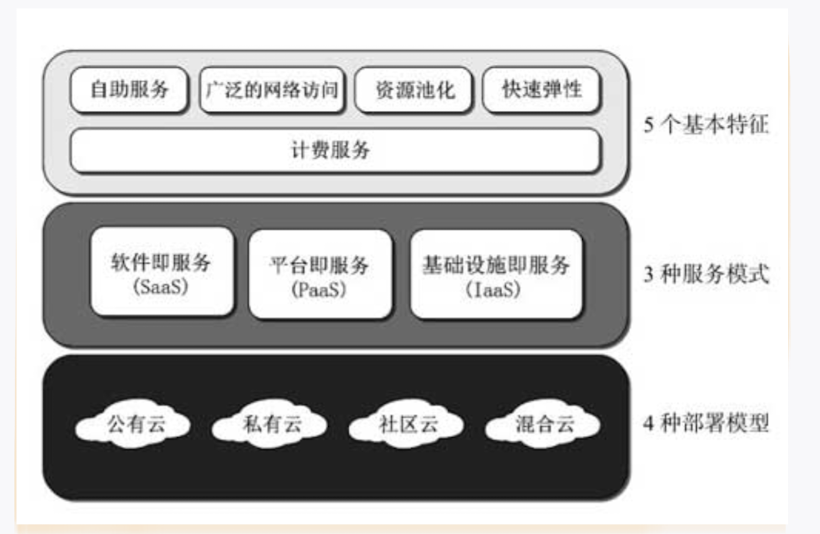 自助服务
广泛的网络访问
资源池化
快速弹性
计费服务
5 个基本特征
软件即服务
(SaaS)
平台即服务
(PaaS)
基础设施即服务
(IaaS)
3 种服务模式
公有云
私有云
社区云
混合云
4 种部署模型